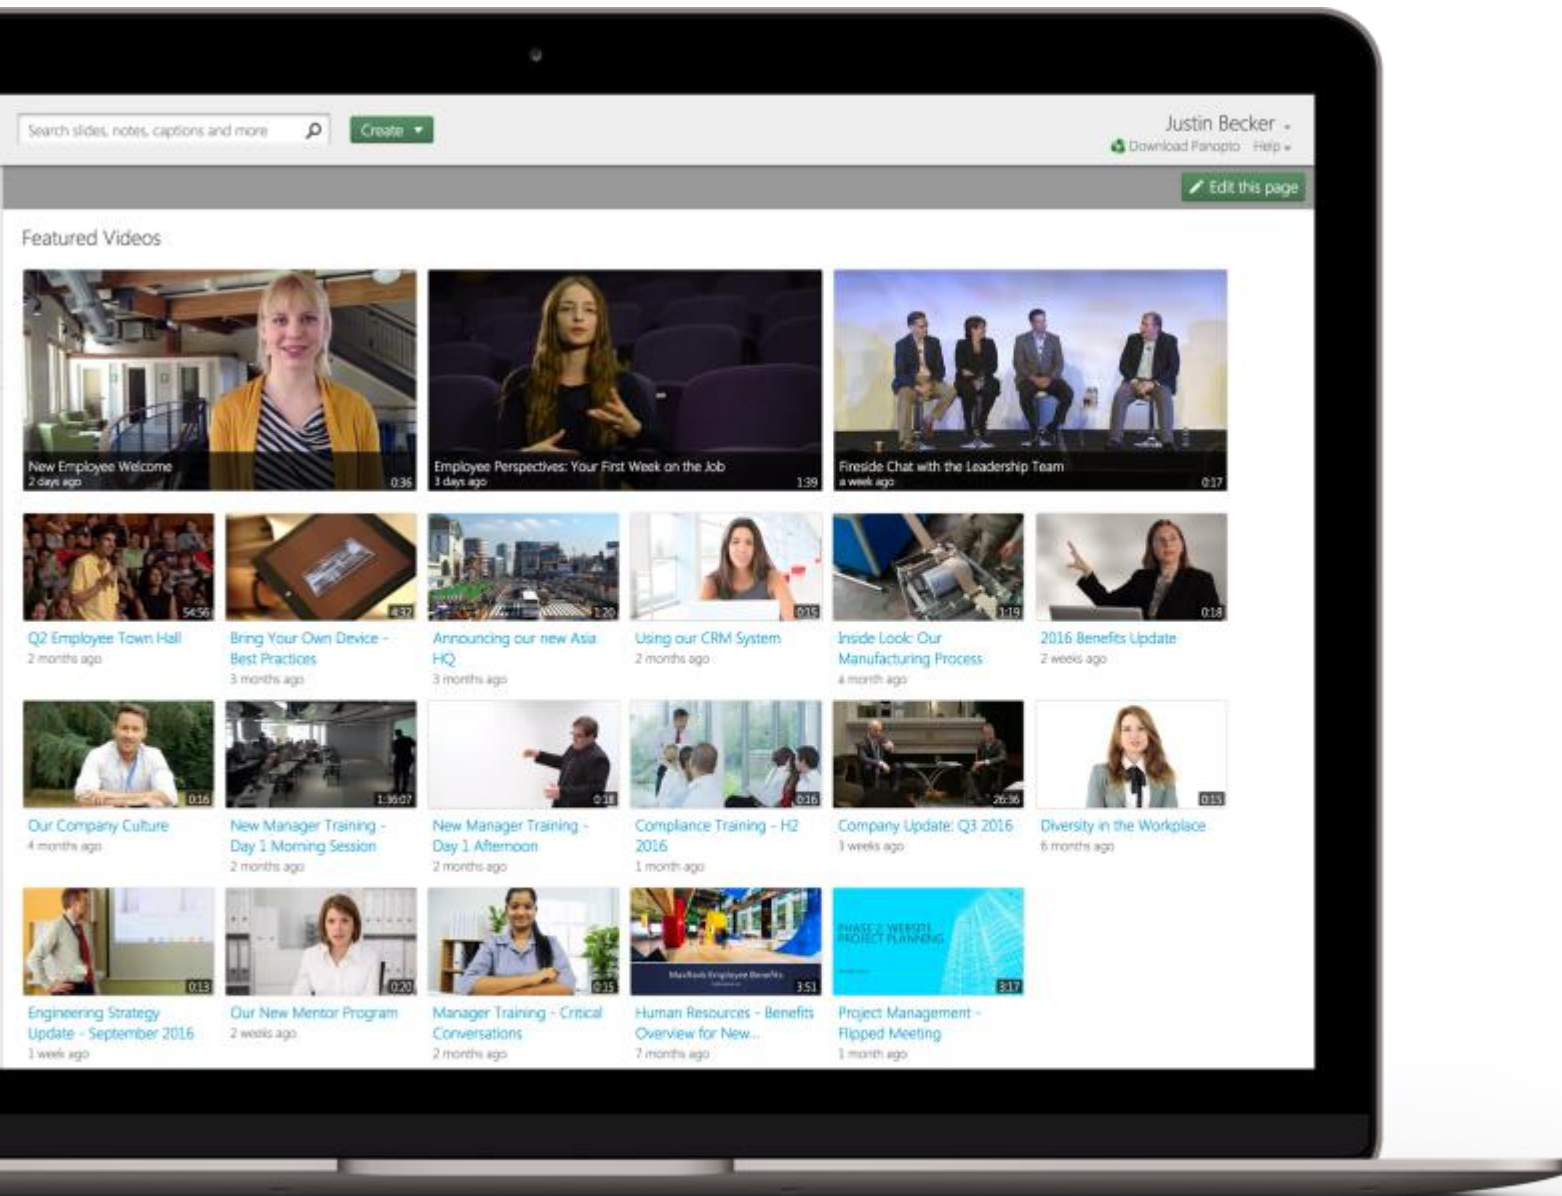 Search slides, notes, captions and more
Create
Justin Becker
Download Panopto Help
Edit this page
Featured Videos
New Employee Welcome
2 days ago
0:36
Employee Perspectives: Your First Week on the Job
3 days ago
1:39
Fireside Chat with the Leadership Team
a week ago
0:17
54:56
Q2 Employee Town Hall
2 months ago
4:32
Bring Your Own Device -
Best Practices
3 months ago
1:20
Announcing our new Asia
HQ
3 months ago
0:15
Using our CRM System
2 months ago
1:19
Inside Look: Our
Manufacturing Process
a month ago
0:18
2016 Benefits Update
2 weeks ago
0:16
Our Company Culture
4 months ago
1:36:07
New Manager Training -
Day 1 Morning Session
2 months ago
0:18
New Manager Training -
Day 1 Afternoon
2 months ago
0:16
Compliance Training - H2
2016
1 month ago
26:36
Company Update: Q3 2016
3 weeks ago
0:15
Diversity in the Workplace
6 months ago
0:13
Engineering Strategy
Update - September 2016
1 week ago
0:20
Our New Mentor Program
2 weeks ago
0:15
Manager Training - Critical
Conversations
2 months ago
Employee Benefits
3:51
Human Resources - Benefits
Overview for New...
7 months ago
PHASE 2 WEBSITE
PROJECT PLANNING
3:17
Project Management -
Flipped Meeting
1 month ago